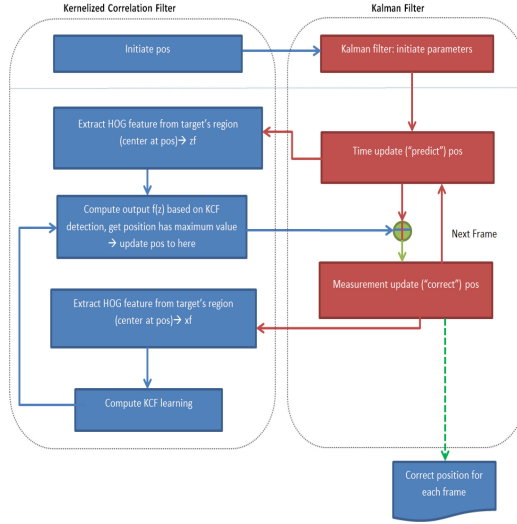 Kernelized Correlation Filter
Kalman Filter
Initiate pos
Kalman filter: initiate parameters
Extract HOG feature from target's region
(center at pos)→ zf
Time update ("predict") pos
Compute output f(z) based on KCF
detection, get position has maximum value
→ update pos to here
Next Frame
Measurement update ("correct") pos
Extract HOG feature from target's region
(center at pos)→ xf
Compute KCF learning
Correct position for
each frame